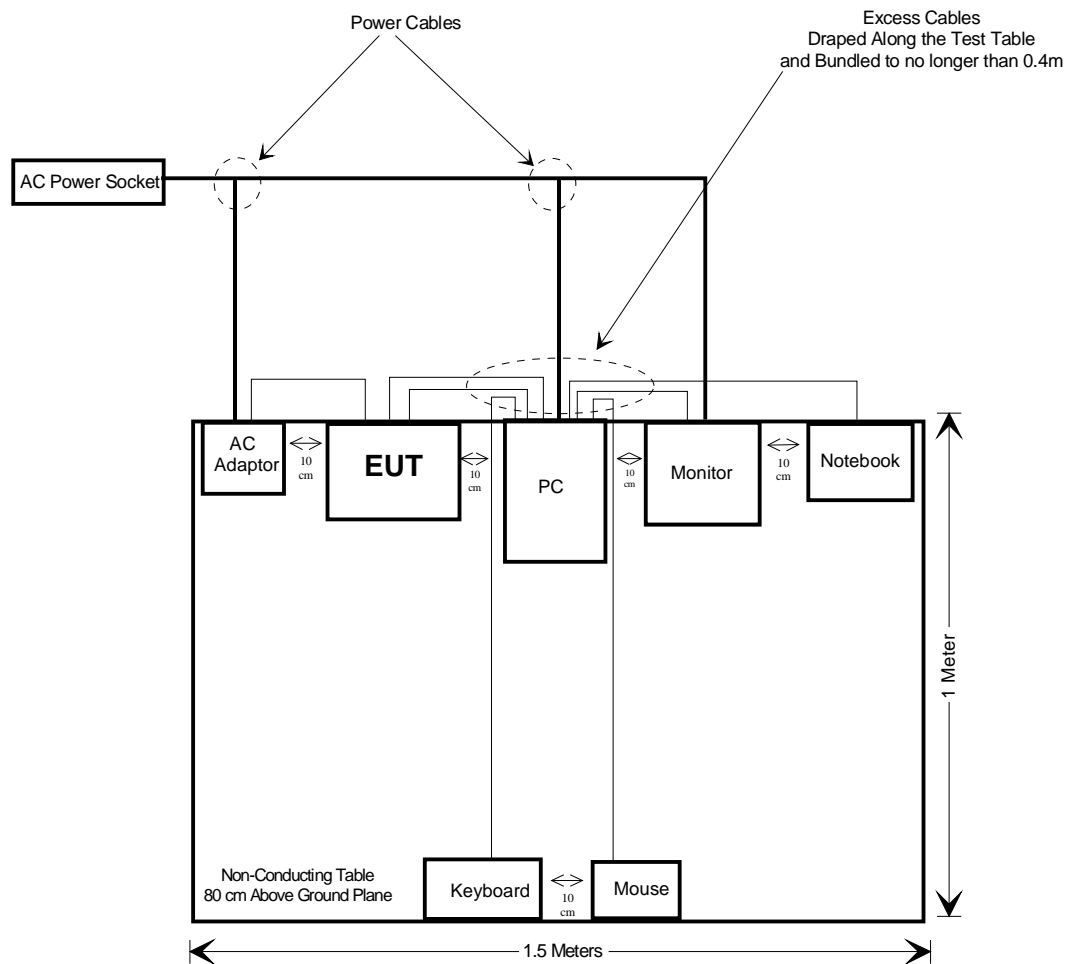 Power Cables
Excess Cables
Draped Along the Test Table
and Bundled to no longer than 0.4m
AC Power Socket
AC
Adaptor
10
cm
EUT
10
cm
PC
10
cm
Monitor
10
cm
Notebook
1 Meter
Non-Conducting Table
80 cm Above Ground Plane
Keyboard
10
cm
Mouse
1.5 Meters